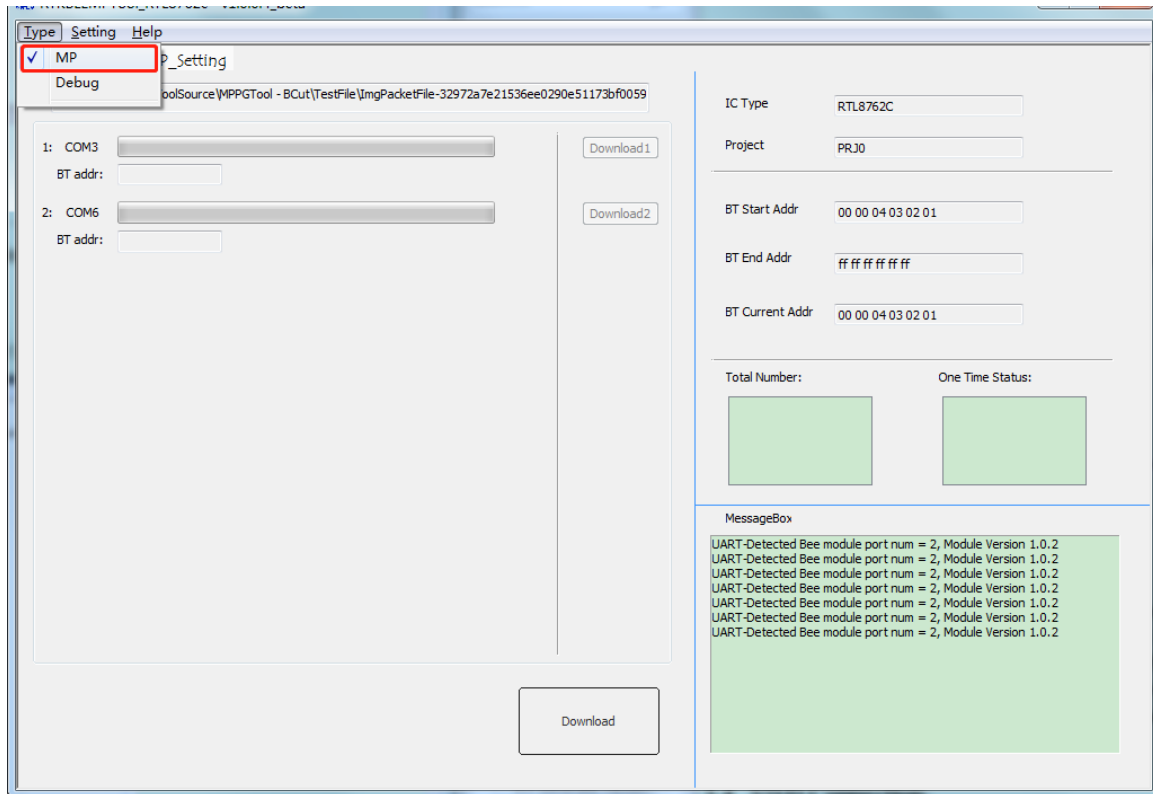 Type Setting Help
MP
Debug
P_Setting
oolSource\MPPGTool - BCut\TestFile\ImgPacketFile-32972a7e21536ee0290e51173bf0059
1: COM3
Download1
BT addr:
2: COM6
Download2
BT addr:
Download
IC Type
RTL8762C
Project
PRJ0
BT Start Addr
00 00 04 03 02 01
BT End Addr
ff ff ff ff ff ff
BT Current Addr
00 00 04 03 02 01
Total Number:
One Time Status:
MessageBox
UART-Detected Bee module port num = 2, Module Version 1.0.2
UART-Detected Bee module port num = 2, Module Version 1.0.2
UART-Detected Bee module port num = 2, Module Version 1.0.2
UART-Detected Bee module port num = 2, Module Version 1.0.2
UART-Detected Bee module port num = 2, Module Version 1.0.2
UART-Detected Bee module port num = 2, Module Version 1.0.2
UART-Detected Bee module port num = 2, Module Version 1.0.2